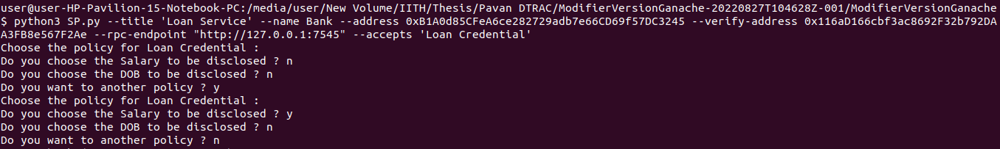 user@user-HP-Pavilion-15-Notebook-PC:/media/user/New Volume/IITH/Thesis/Pavan DTRAC/ModifierVersionGanache-20220827T104628Z-001/ModifierVersionGanache
$ python3 SP.py --title 'Loan Service' --name Bank --address 0xB1A0d85CFeA6ce282729adb7e66CD69f57DC3245 --verify-address 0x116aD166cbf3ac8692F32b792DA
A3FB8e567F2Ae --rpc-endpoint "http://127.0.0.1:7545" --accepts 'Loan Credential'
Choose the policy for Loan Credential :
Do you choose the Salary to be disclosed ? n
Do you choose the DOB to be disclosed ? n
Do you want to another policy ? y
Choose the policy for Loan Credential :
Do you choose the Salary to be disclosed ? y
Do you choose the DOB to be disclosed ? n
Do you want to another policy ? n